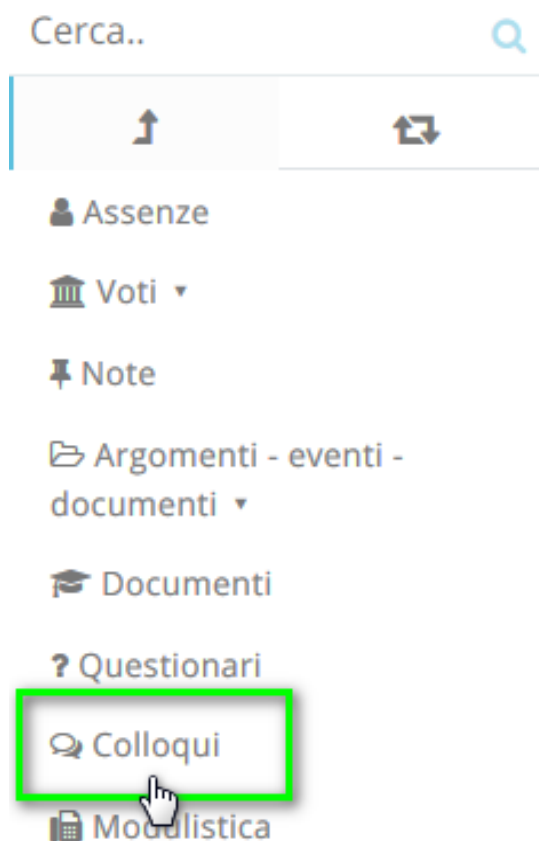 Cerca..
Assenze
Voti
Note
Argomenti - eventi -
documenti
Documenti
? Questionari
Colloqui
Modulistica